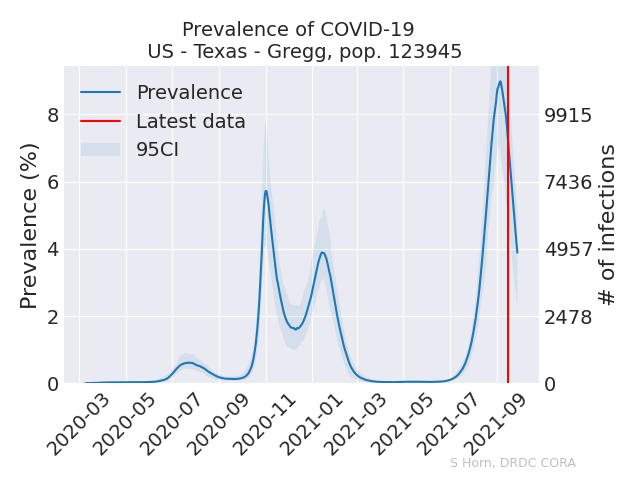 Prevalence of COVID-19
US - Texas - Gregg, pop. 123945
Prevalence
Latest data
95CI
Prevalence (%)
8
6
4
2
0
9915
7436
4957
2478
0
# of infections
2020-03
2020-05
2020-07
2020-09
2020-11
2021-01
2021-03
2021-05
2021-07
2021-09
S Horn, DRDC CORA